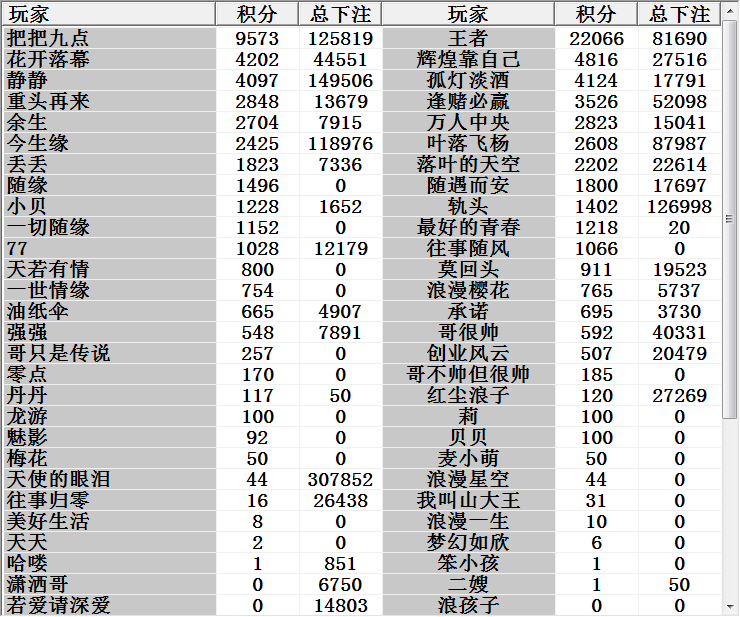 玩家 积分 总下注 玩家 积分 总下注
把把九点 9573 125819 王者 22066 81690
花开落幕 4202 44551 辉煌靠自己 4816 27516
静静 4097 149506 孤灯淡酒 4124 17791
重头再来 2848 13679 逢赌必赢 3526 52098
余生 2704 7915 万人中央 2823 15041
今生缘 2425 118976 叶落飞杨 2608 87987
丢丢 1823 7336 落叶的天空 2202 22614
随缘 1496 0 随遇而安 1800 17697
小贝 1228 1652 轨头 1402 126998
一切随缘 1152 0 最好的青春 1218 20
77 1028 12179 往事随风 1066 0
天若有情 800 0 莫回头 911 19523
一世情缘 754 0 浪漫樱花 765 5737
油纸伞 665 4907 承诺 695 3730
强强 548 7891 哥很帅 592 40331
哥只是传说 257 0 创业风云 507 20479
零点 170 0 哥不帅但很帅 185 0
丹丹 117 50 红尘浪子 120 27269
龙游 100 0 莉 100 0
魅影 92 0 贝贝 100 0
梅花 50 0 麦小萌 50 0
天使的眼泪 44 307852 浪漫星空 44 0
往事归零 16 26438 我叫山大王 31 0
美好生活 8 0 浪漫一生 10 0
天天 2 0 梦幻如欣 6 0
哈喽 1 851 笨小孩 1 0
潇洒哥 0 6750 二嫂 1 50
若爱请深爱 0 14803 浪孩子 0 0